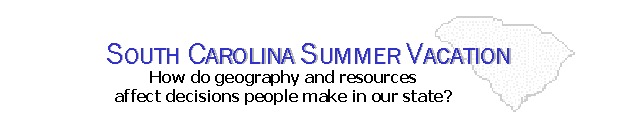 SOUTH CAROLINA SUMMER VACATION
How do geography and resources
affect decisions people make in our state?